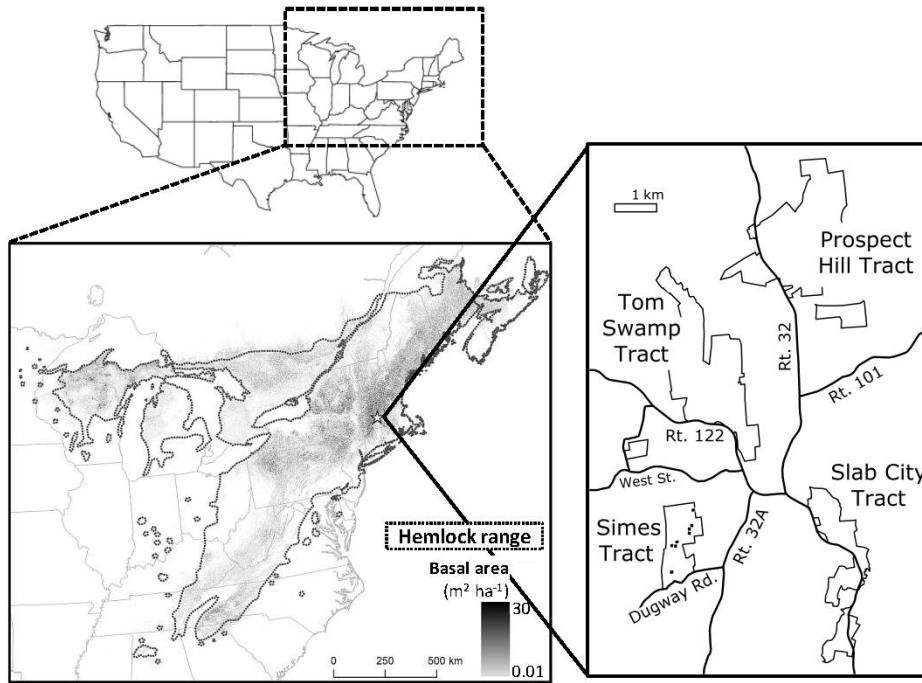 1 km
Prospect
Hill Tract
Tom
Swamp
Tract
Rt. 32
Rt. 101
Rt. 122
West St.
Slab City
Tract
Simes
Tract
Rt. 32A
Dugway Rd.
Hemlock range
Basal area
(m² ha⁻¹)
30
0.01
0 250 500 km